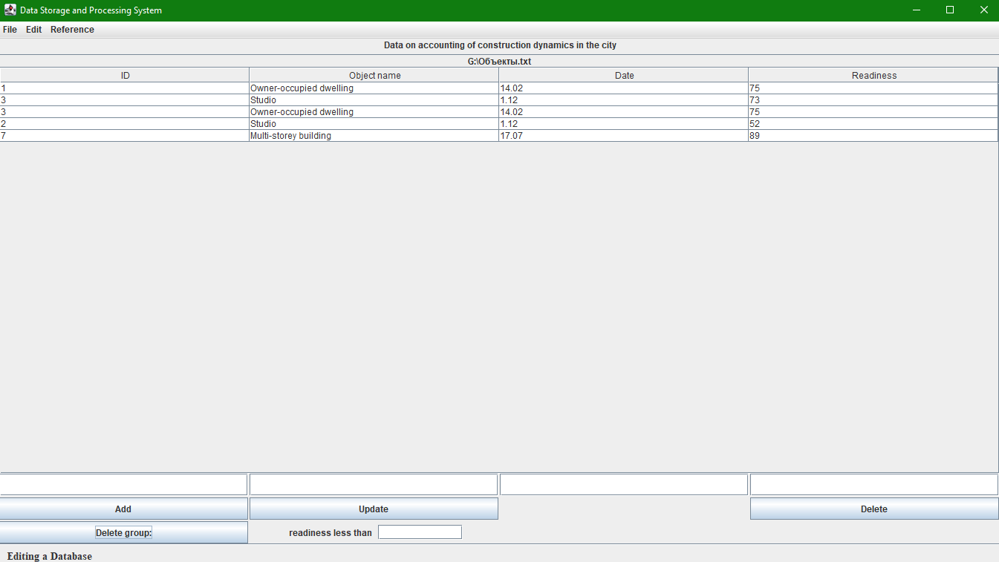 Data Storage and Processing System
File Edit Reference
Data on accounting of construction dynamics in the city
G:\Объекты.txt
ID Object name Date Readiness
1 Owner-occupied dwelling 14.02 75
3 Studio 1.12 73
3 Owner-occupied dwelling 14.02 75
2 Studio 1.12 52
7 Multi-storey building 17.07 89
Add Update Delete
Delete group: readiness less than
Editing a Database